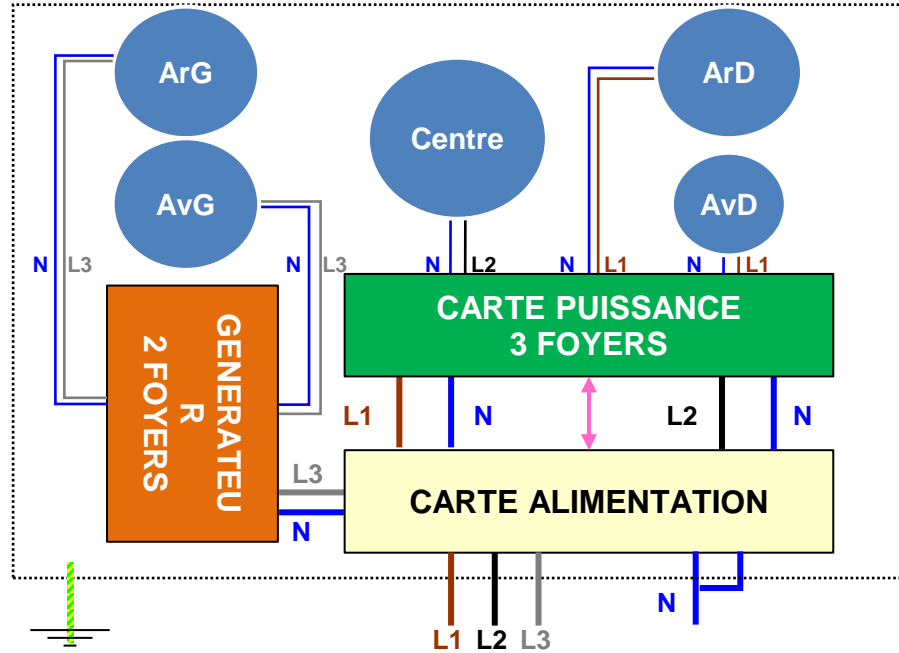 ArG
ArD
Centre
AvG
AvD
N
L3
N
L3
N
L2
N
L1
N
L1
CARTE PUISSANCE
3 FOYERS
GENERATEU
R
2 FOYERS
L1
N
L2
N
L3
N
CARTE ALIMENTATION
N
L1
L2
L3